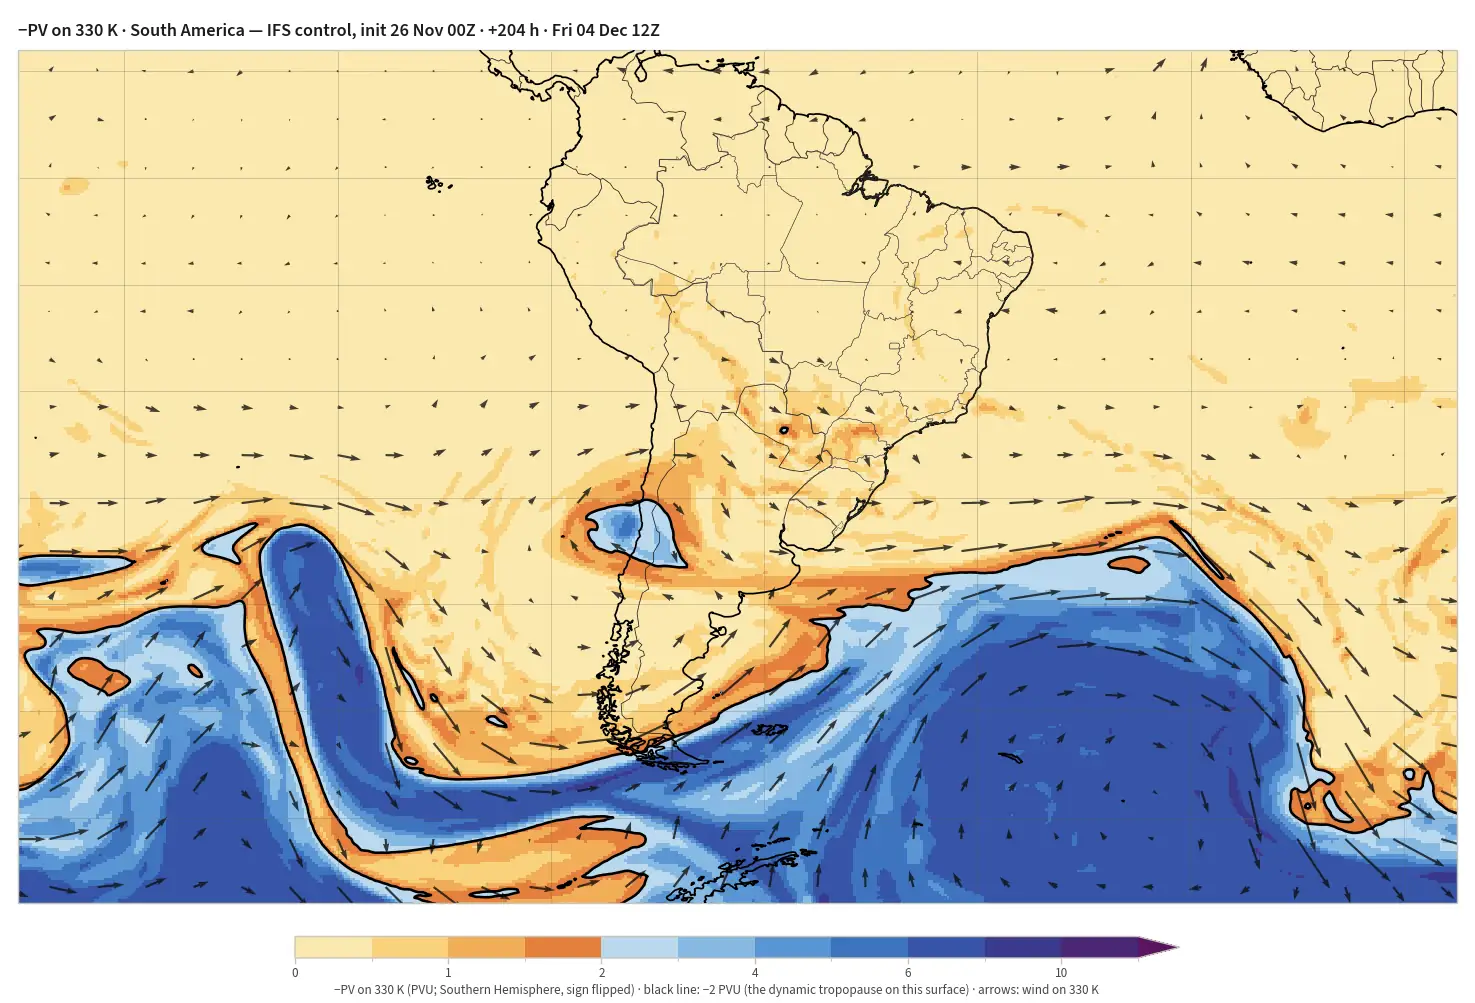 −PV on 330 K · South America — IFS control, init 26 Nov 00Z · +204 h · Fri 04 Dec 12Z
0 1 2 4 6 10
−PV on 330 K (PVU; Southern Hemisphere, sign flipped) · black line: −2 PVU (the dynamic tropopause on this surface) · arrows: wind on 330 K